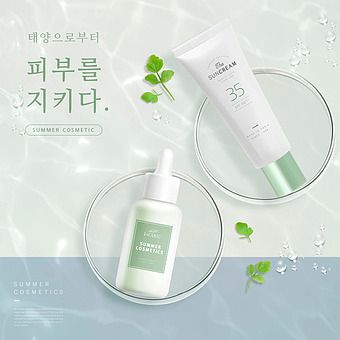 태양으로부터
피부를
지키다.
SUMMER COSMETIC
The
SUNCREAM
35
SUMMER
COSMETICS
SUMMER
COSMETICS